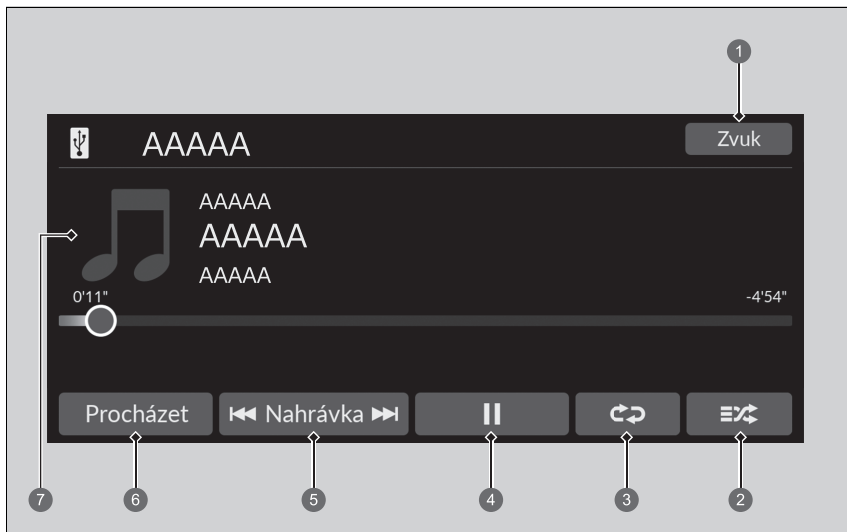 1
AAAAA
Zvuk
AAAAA
AAAAA
AAAAA
0'11"
-4'54"
Procházet
Nahrávka
7
6
5
4
3
2